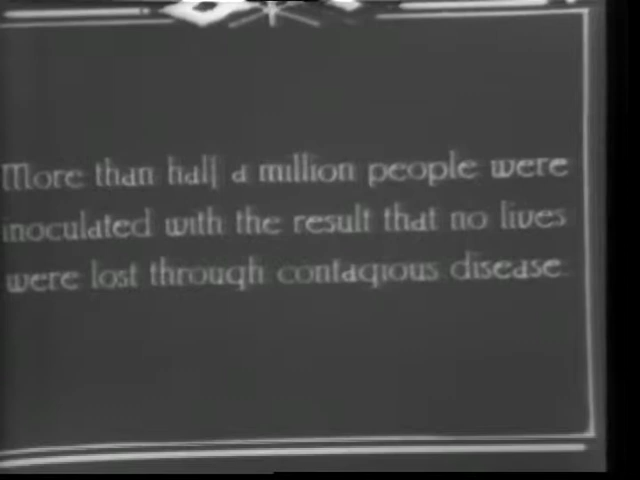 More than half a million people were
inoculated with the result that no lives
were lost through contagious disease.